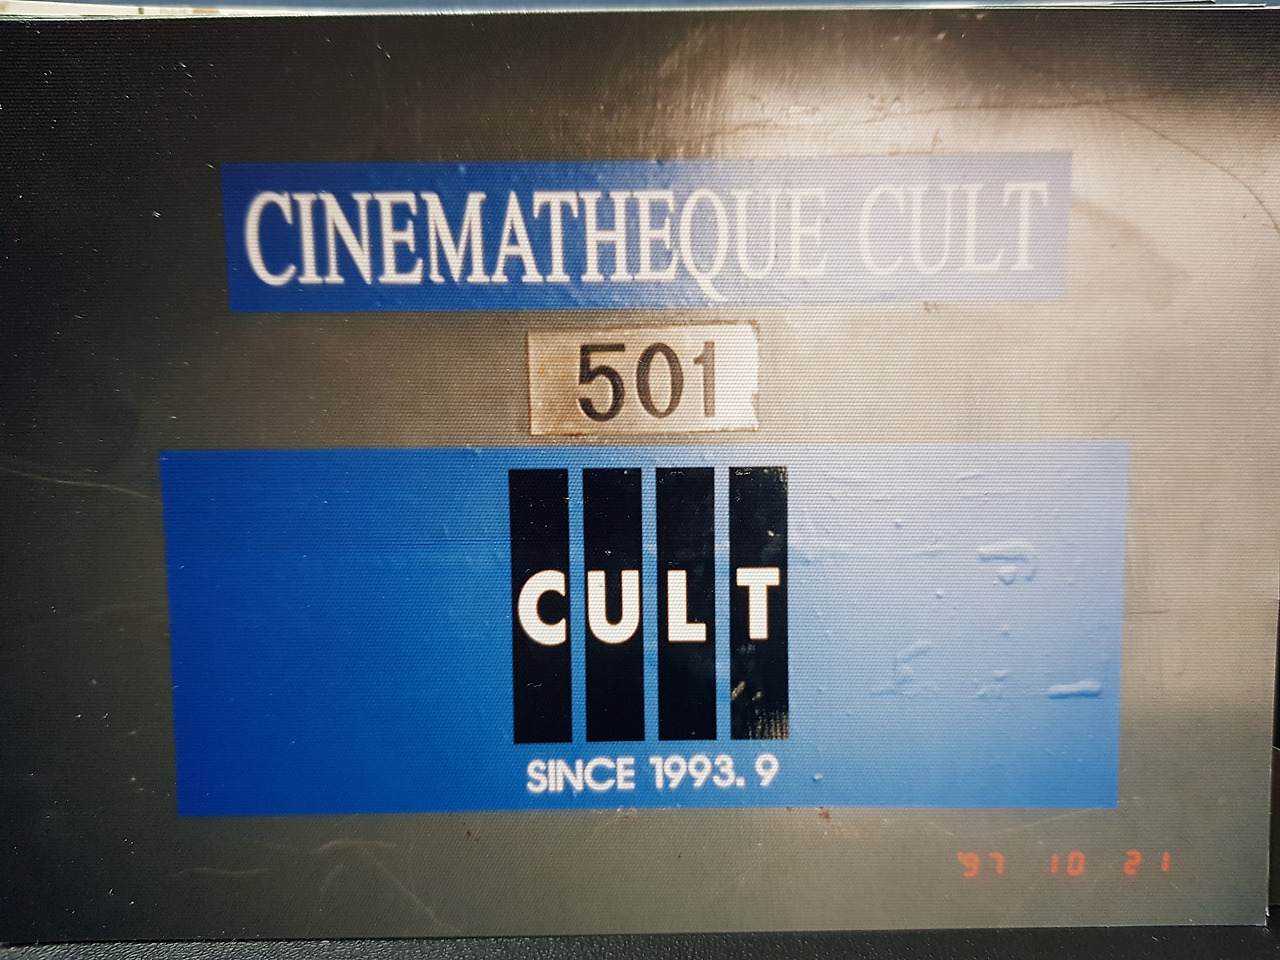 CINEMATHEQUE CULT
501
CULT
SINCE 1993. 9
'97 10 21